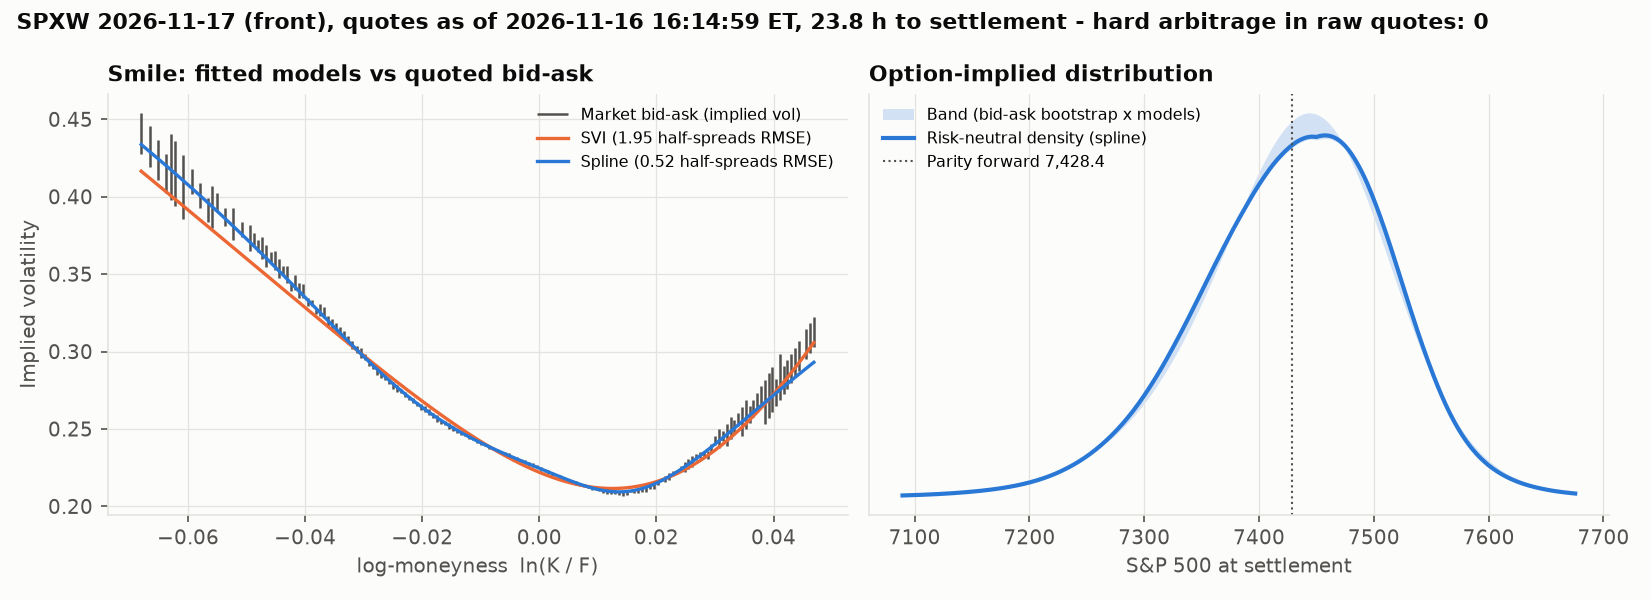 SPXW 2026-11-17 (front), quotes as of 2026-11-16 16:14:59 ET, 23.8 h to settlement - hard arbitrage in raw quotes: 0
Smile: fitted models vs quoted bid-ask
Market bid-ask (implied vol)
SVI (1.95 half-spreads RMSE)
Spline (0.52 half-spreads RMSE)
Implied volatility
0.45
0.40
0.35
0.30
0.25
0.20
−0.06
−0.04
−0.02
0.00
0.02
0.04
log-moneyness ln(K / F)
Option-implied distribution
Band (bid-ask bootstrap x models)
Risk-neutral density (spline)
Parity forward 7,428.4
7100
7200
7300
7400
7500
7600
7700
S&P 500 at settlement